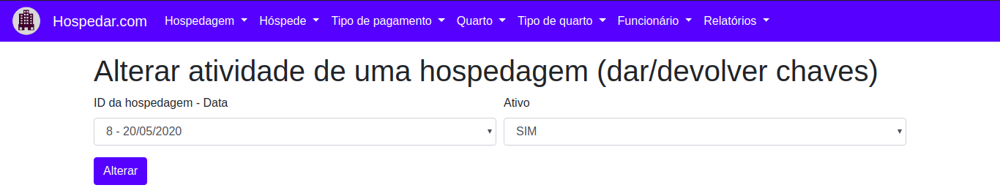 Hospedar.com Hospedagem Hóspede Tipo de pagamento Quarto Tipo de quarto Funcionário Relatórios
Alterar atividade de uma hospedagem (dar/devolver chaves)
ID da hospedagem - Data Ativo
8 - 20/05/2020 SIM
Alterar